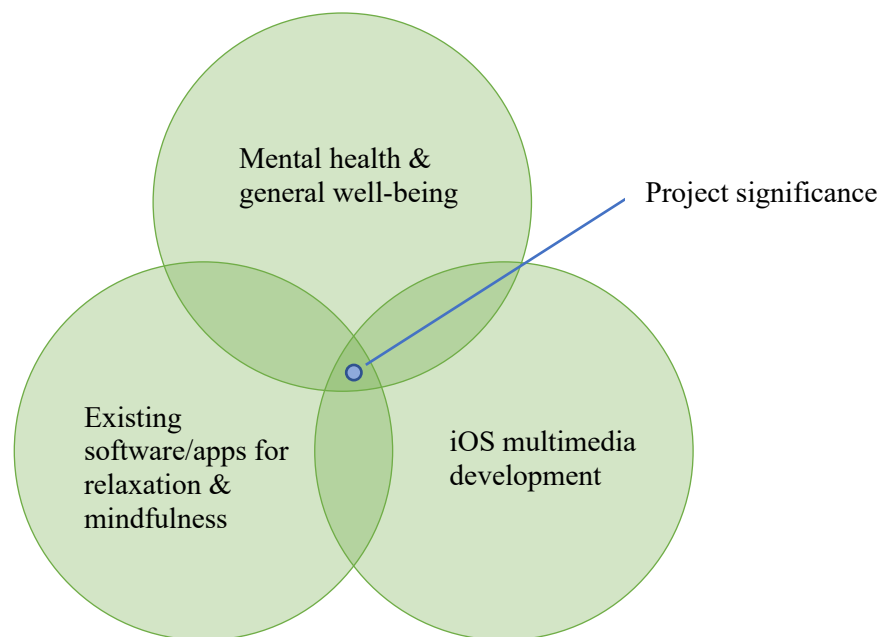 Mental health &
general well-being
Project significance
Existing
software/apps for
relaxation &
mindfulness
iOS multimedia
development